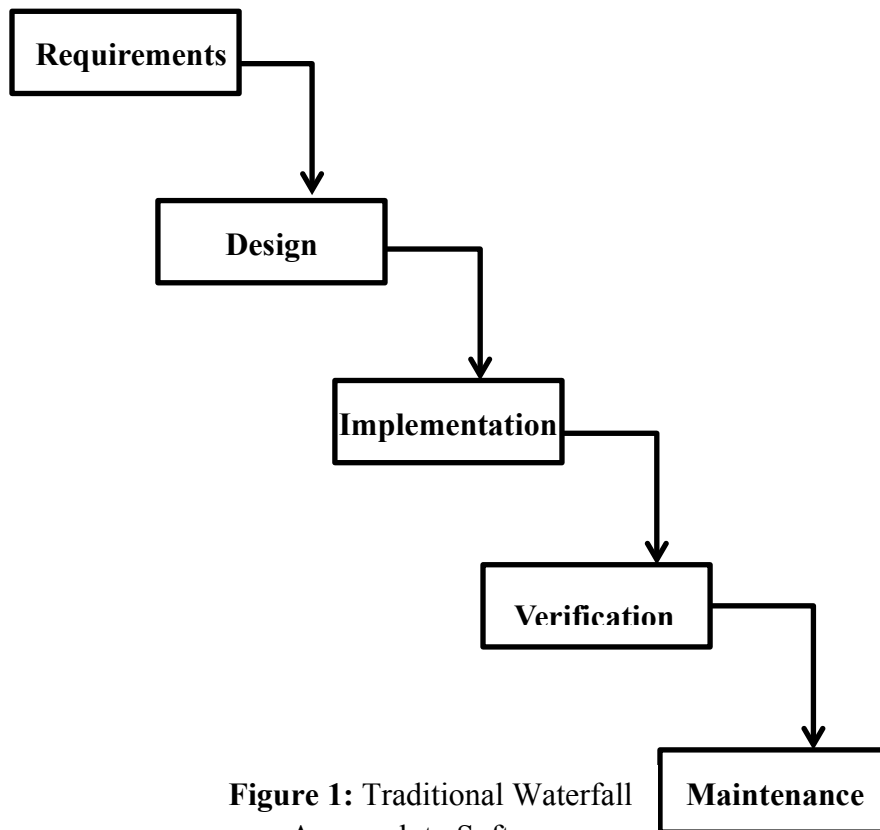 Requirements
Design
Implementation
Verification
Figure 1: Traditional Waterfall
Maintenance